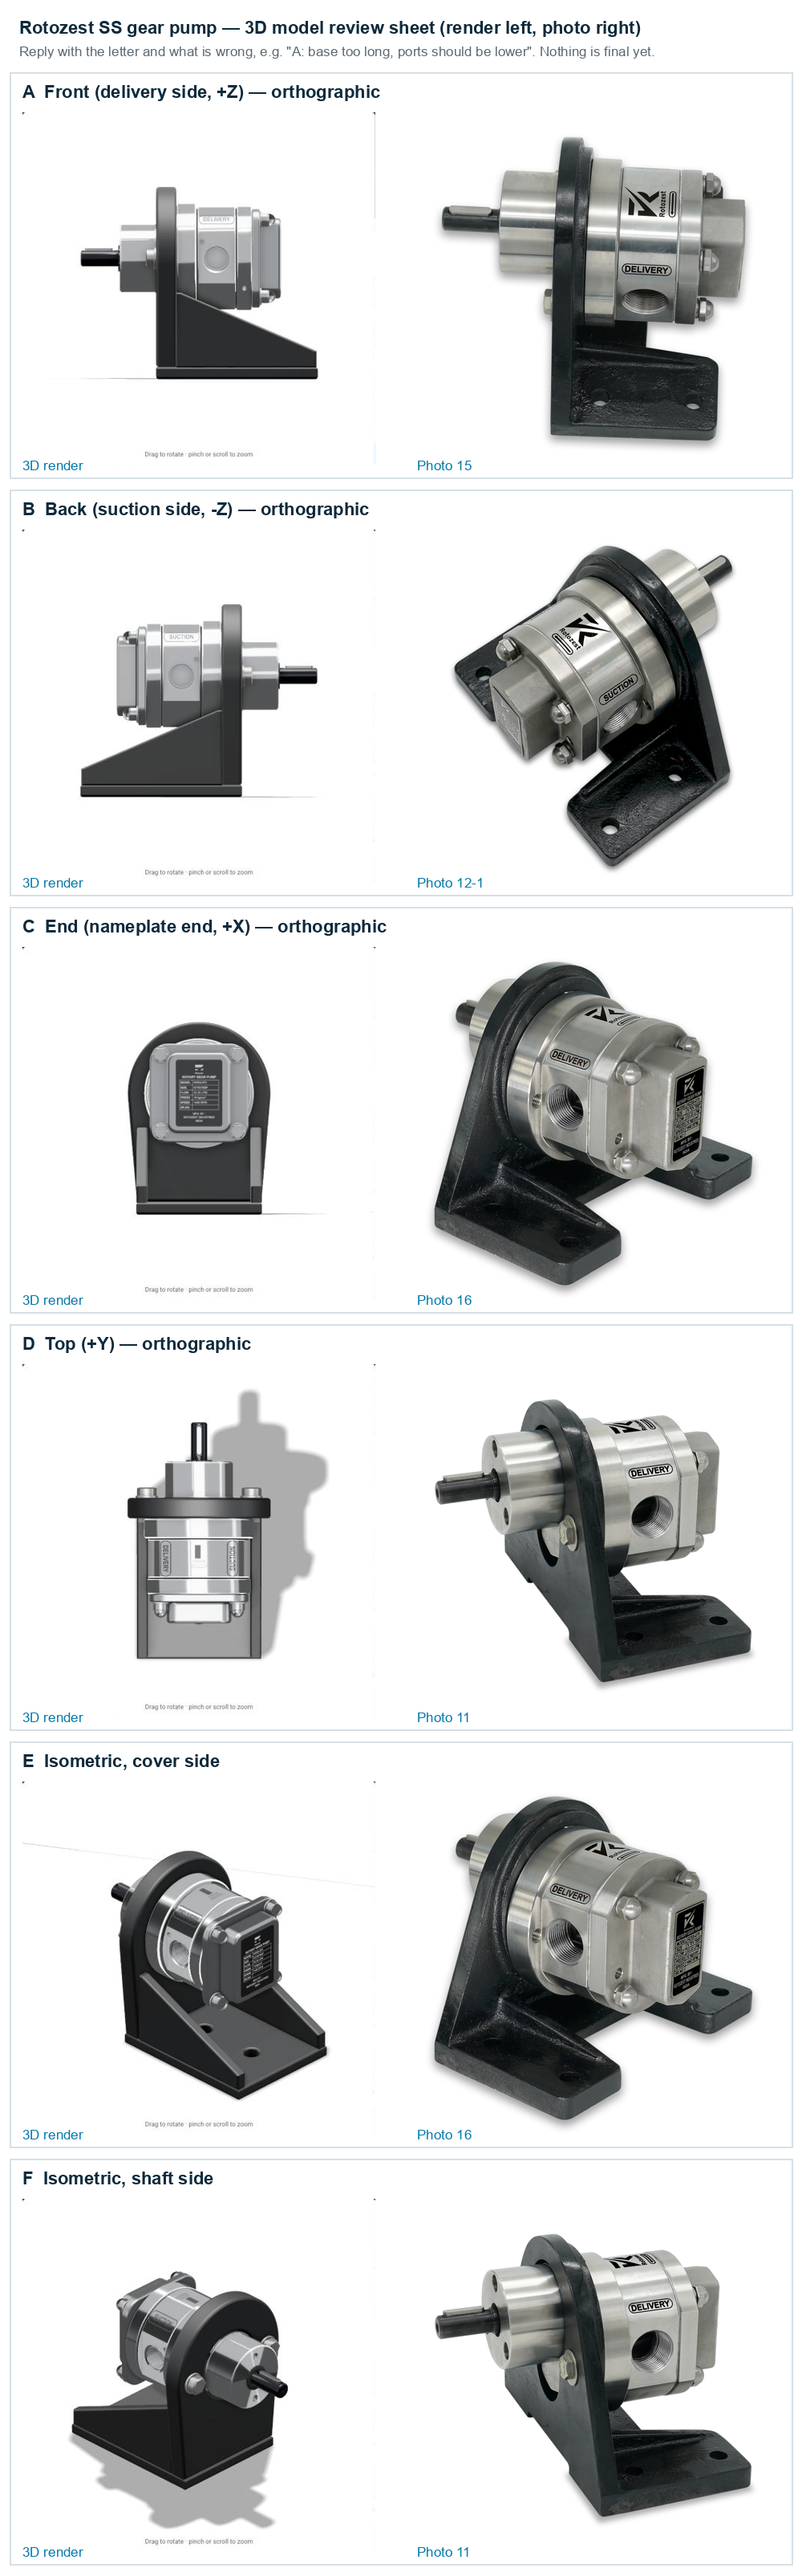 Rotozest SS gear pump — 3D model review sheet (render left, photo right)
Reply with the letter and what is wrong, e.g. "A: base too long, ports should be lower". Nothing is final yet.
A Front (delivery side, +Z) — orthographic
DELIVERY
Rotozest
DELIVERY
Drag to rotate · pinch or scroll to zoom
3D render
Photo 15
B Back (suction side, -Z) — orthographic
SUCTION
Rotozest
SUCTION
Drag to rotate · pinch or scroll to zoom
3D render
Photo 12-1
C End (nameplate end, +X) — orthographic
ROTARY GEAR PUMP
DELIVERY
Drag to rotate · pinch or scroll to zoom
3D render
Photo 16
D Top (+Y) — orthographic
DELIVERY
SUCTION
DELIVERY
Drag to rotate · pinch or scroll to zoom
3D render
Photo 11
E Isometric, cover side
DELIVERY
Drag to rotate · pinch or scroll to zoom
3D render
Photo 16
F Isometric, shaft side
DELIVERY
Drag to rotate · pinch or scroll to zoom
3D render
Photo 11